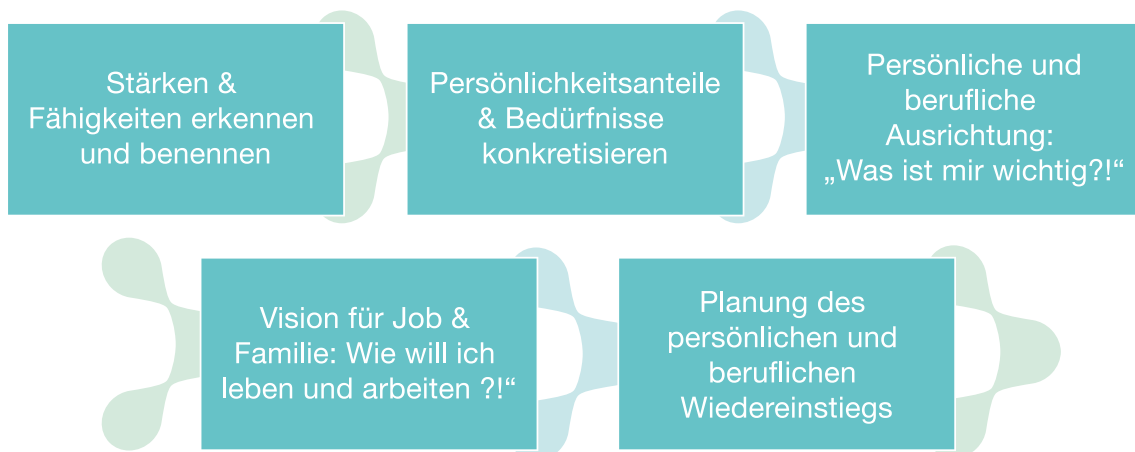 Stärken &
Fähigkeiten erkennen
und benennen
Persönlichkeitsanteile
& Bedürfnisse
konkretisieren
Persönliche und
berufliche
Ausrichtung:
„Was ist mir wichtig?!“
Vision für Job &
Familie: Wie will ich
leben und arbeiten ?!“
Planung des
persönlichen und
beruflichen
Wiedereinstiegs